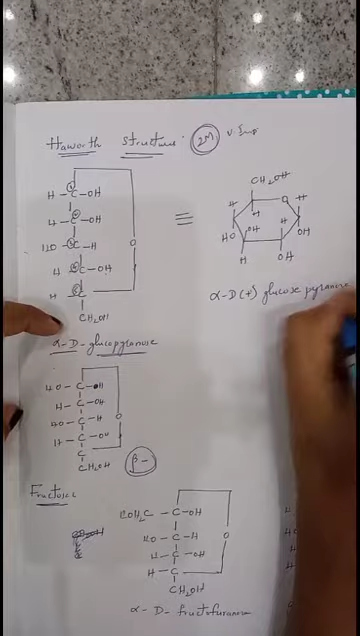 Haworth Structure. 2M V. Imp
H – C – OH
H – C – OH
HO – C – H
O
H – C – OH
H – C
CH₂OH
≡
CH₂OH
O
H
H
H
H
HO
OH
OH
H
OH
α-D(+) glucose pyranose
α-D-glucopyranose
HO – C – H
H – C – OH
HO – C – H
O
H – C – OH
C
CH₂OH
β-
Fructose
C – OH
HO – C – H
O
H – C – OH
H – C
CH₂OH
α-D-fructofuranose